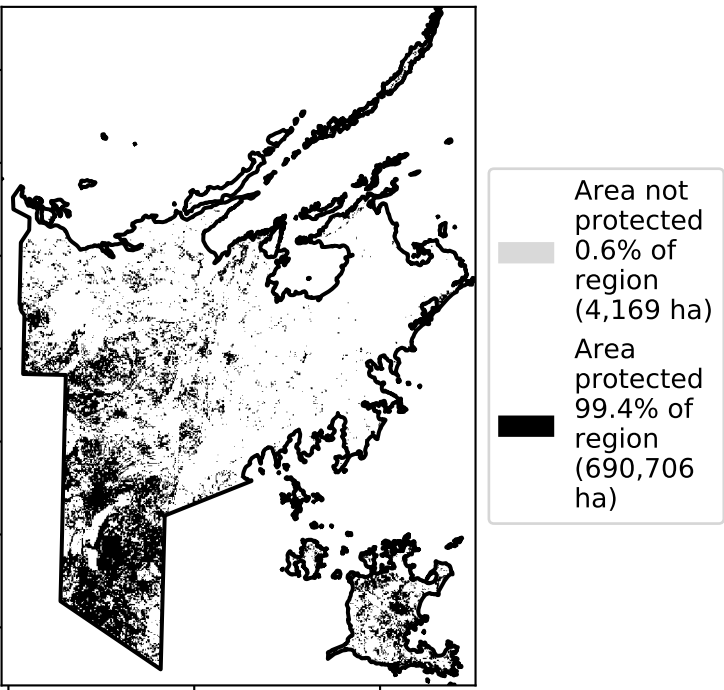 Area not
protected
0.6% of
region
(4,169 ha)
Area
protected
99.4% of
region
(690,706
ha)